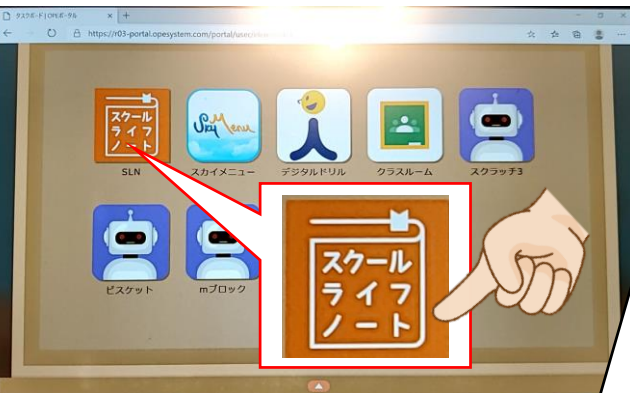 タスクボード | OPEポータル
https://r03-portal.opesystem.com/portal/user/
スクール
ライフ
ノート
Sky Menu
SLN
スカイメニュー
デジタルドリル
クラスルーム
スクラッチ3
ビスケット
mブロック
スクール
ライフ
ノート